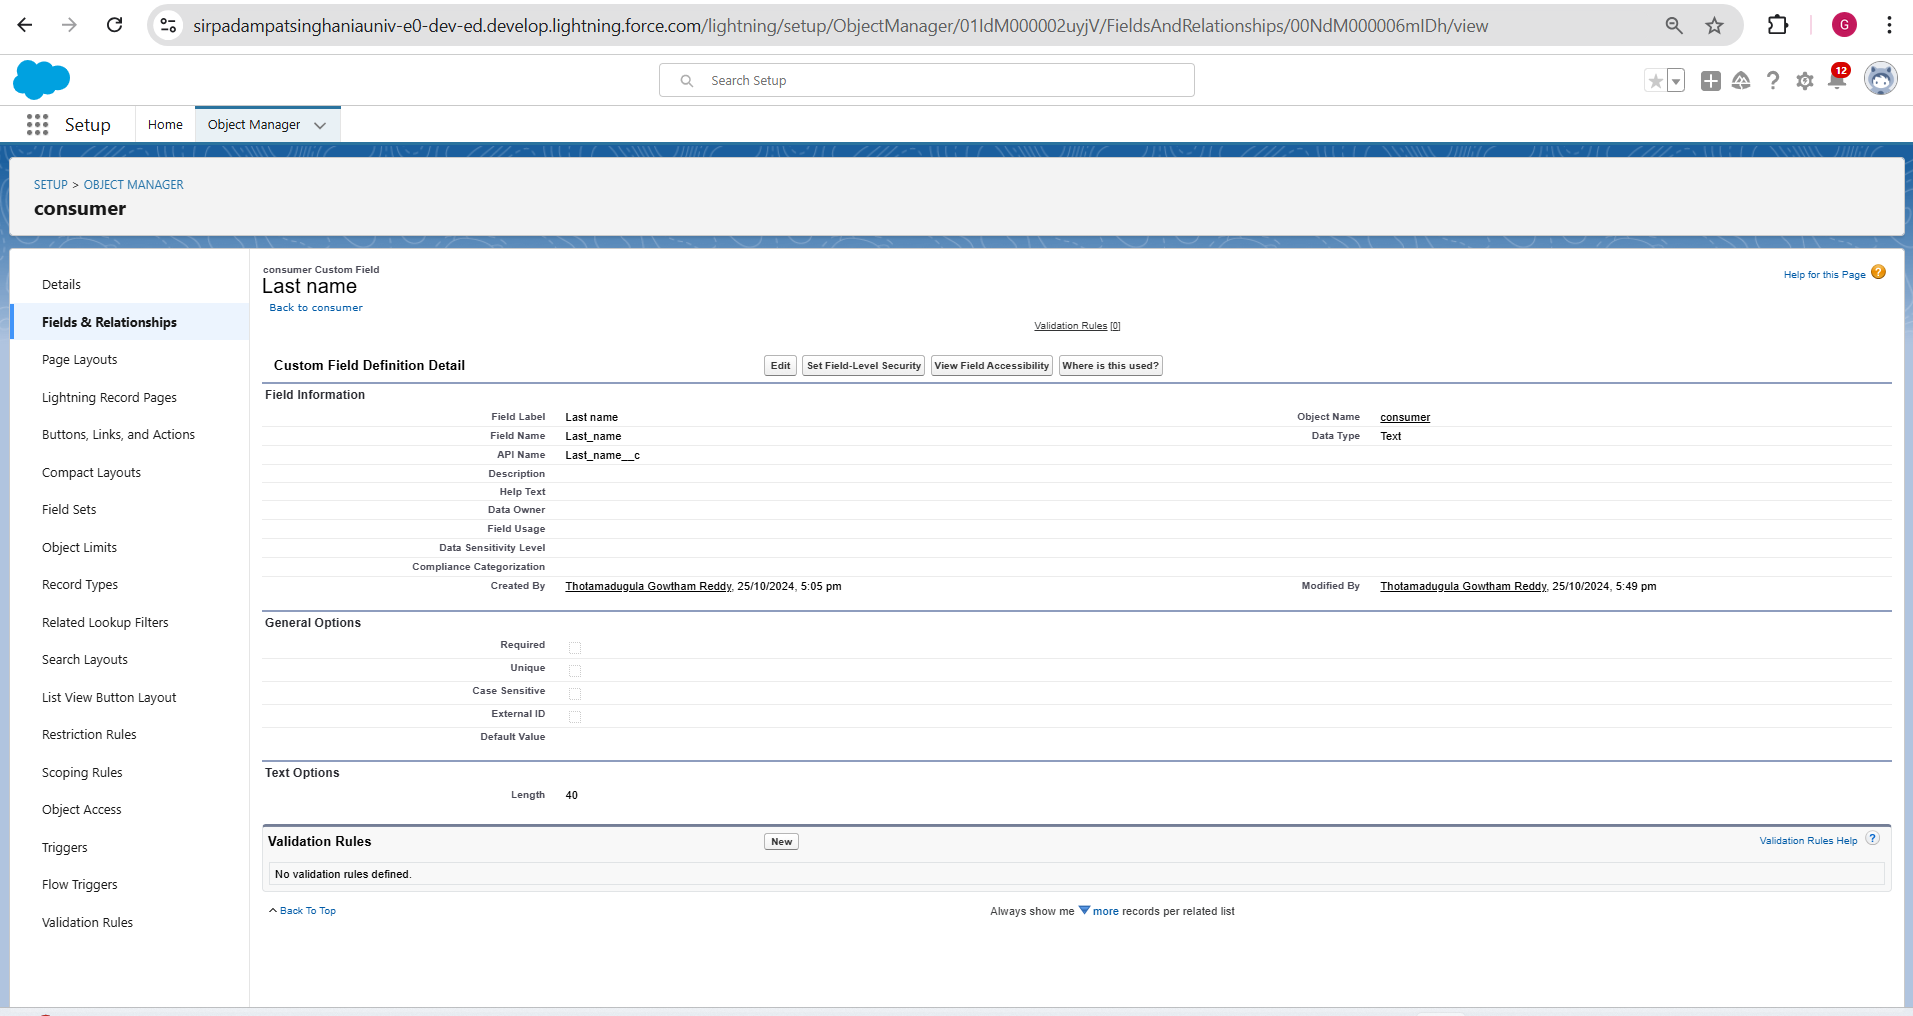 sirpadampatsinghaniauniv-e0-dev-ed.develop.lightning.force.com/lightning/setup/ObjectManager/01IdM000002uyjV/FieldsAndRelationships/00NdM000006mIDh/view
G
Search Setup
12
Setup
Home
Object Manager
SETUP > OBJECT MANAGER
consumer
Details
Fields & Relationships
Page Layouts
Lightning Record Pages
Buttons, Links, and Actions
Compact Layouts
Field Sets
Object Limits
Record Types
Related Lookup Filters
Search Layouts
List View Button Layout
Restriction Rules
Scoping Rules
Object Access
Triggers
Flow Triggers
Validation Rules
consumer Custom Field
Last name
Back to consumer
Help for this Page ?
Validation Rules [0]
Custom Field Definition Detail Edit Set Field-Level Security View Field Accessibility Where is this used?
Field Information
Field Label Last name Object Name consumer
Field Name Last_name Data Type Text
API Name Last_name__c
Description
Help Text
Data Owner
Field Usage
Data Sensitivity Level
Compliance Categorization
Created By Thotamadugula Gowtham Reddy, 25/10/2024, 5:05 pm Modified By Thotamadugula Gowtham Reddy, 25/10/2024, 5:49 pm
General Options
Required
Unique
Case Sensitive
External ID
Default Value
Text Options
Length 40
Validation Rules New Validation Rules Help ?
No validation rules defined.
Back To Top Always show me more records per related list